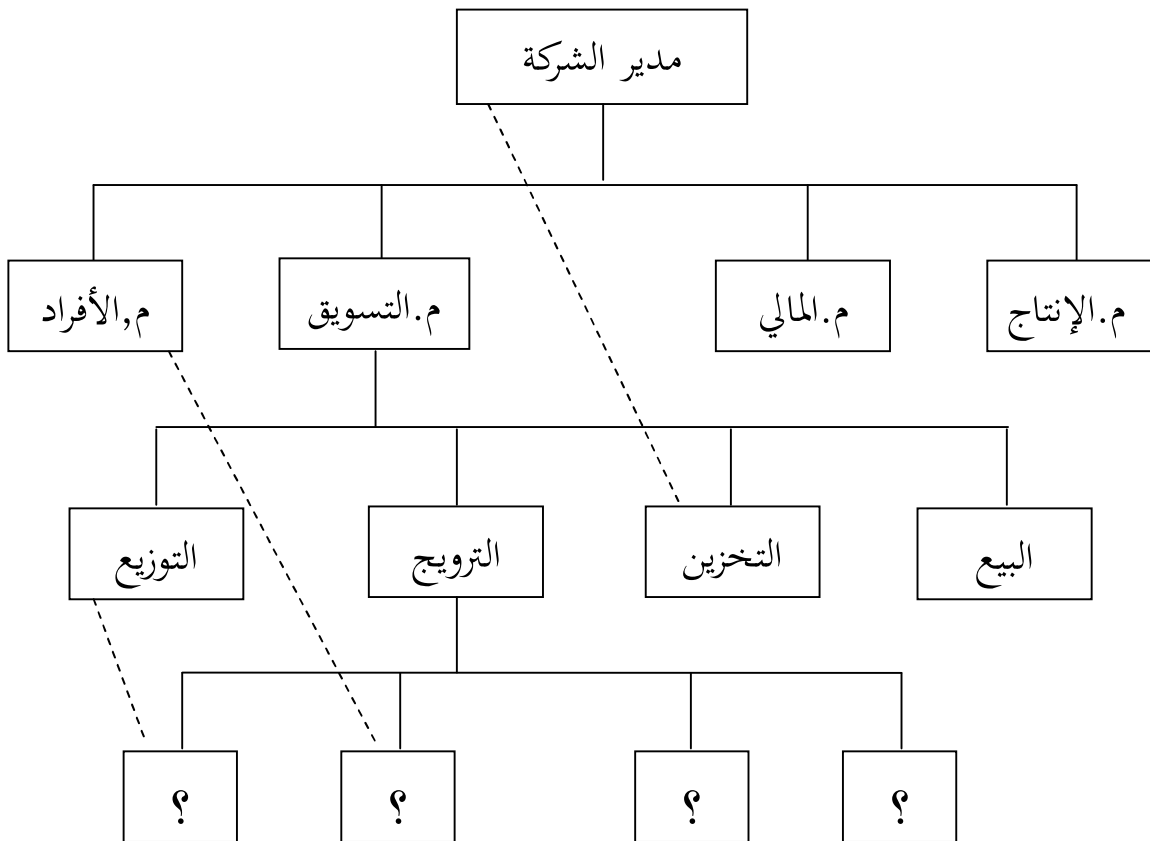 مدير الشركة
م.الإنتاج
م.المالي
م.التسويق
م,الأفراد
البيع
التخزين
الترويج
التوزيع
؟
؟
؟
؟